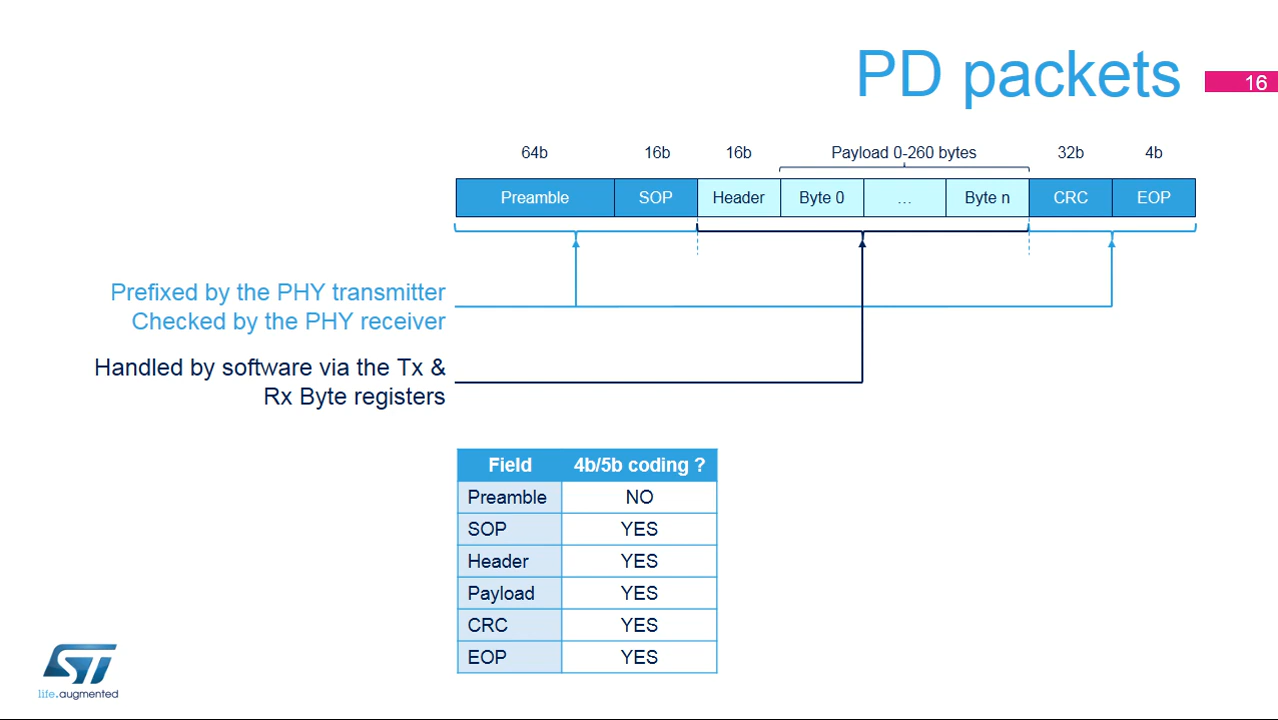 PD packets
16
64b 16b 16b Payload 0-260 bytes 32b 4b
Preamble SOP Header Byte 0 ... Byte n CRC EOP
Prefixed by the PHY transmitter
Checked by the PHY receiver
Handled by software via the Tx &
Rx Byte registers
Field 4b/5b coding ?
Preamble NO
SOP YES
Header YES
Payload YES
CRC YES
EOP YES
ST
life.augmented